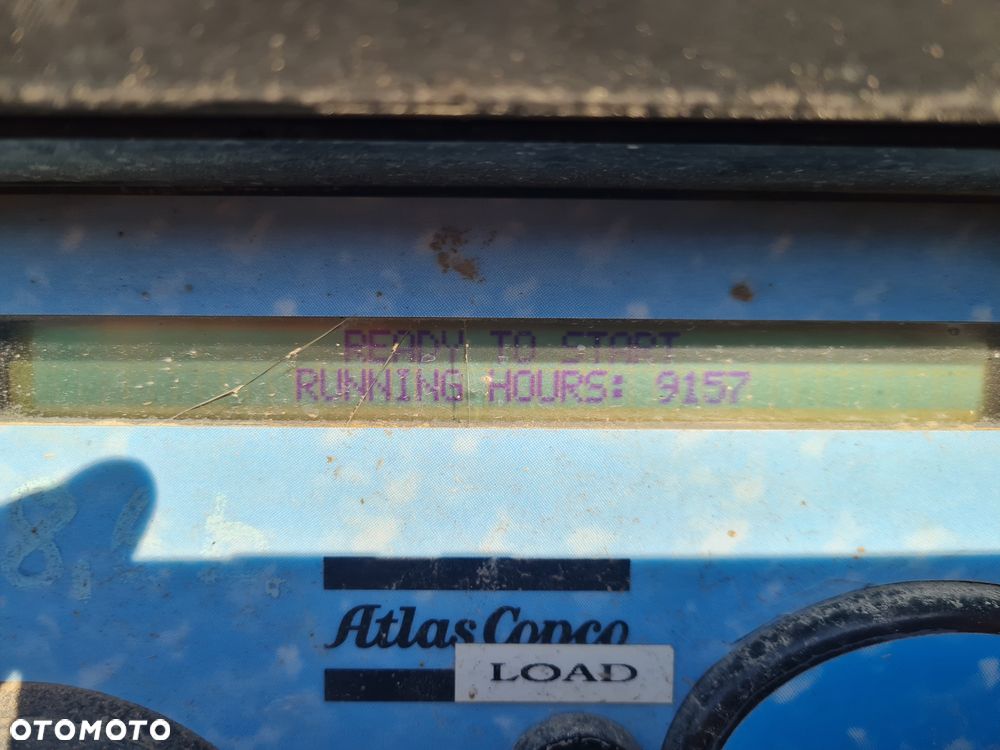 READY TO START
RUNNING HOURS: 9157
Atlas Copco
LOAD
OTOMOTO